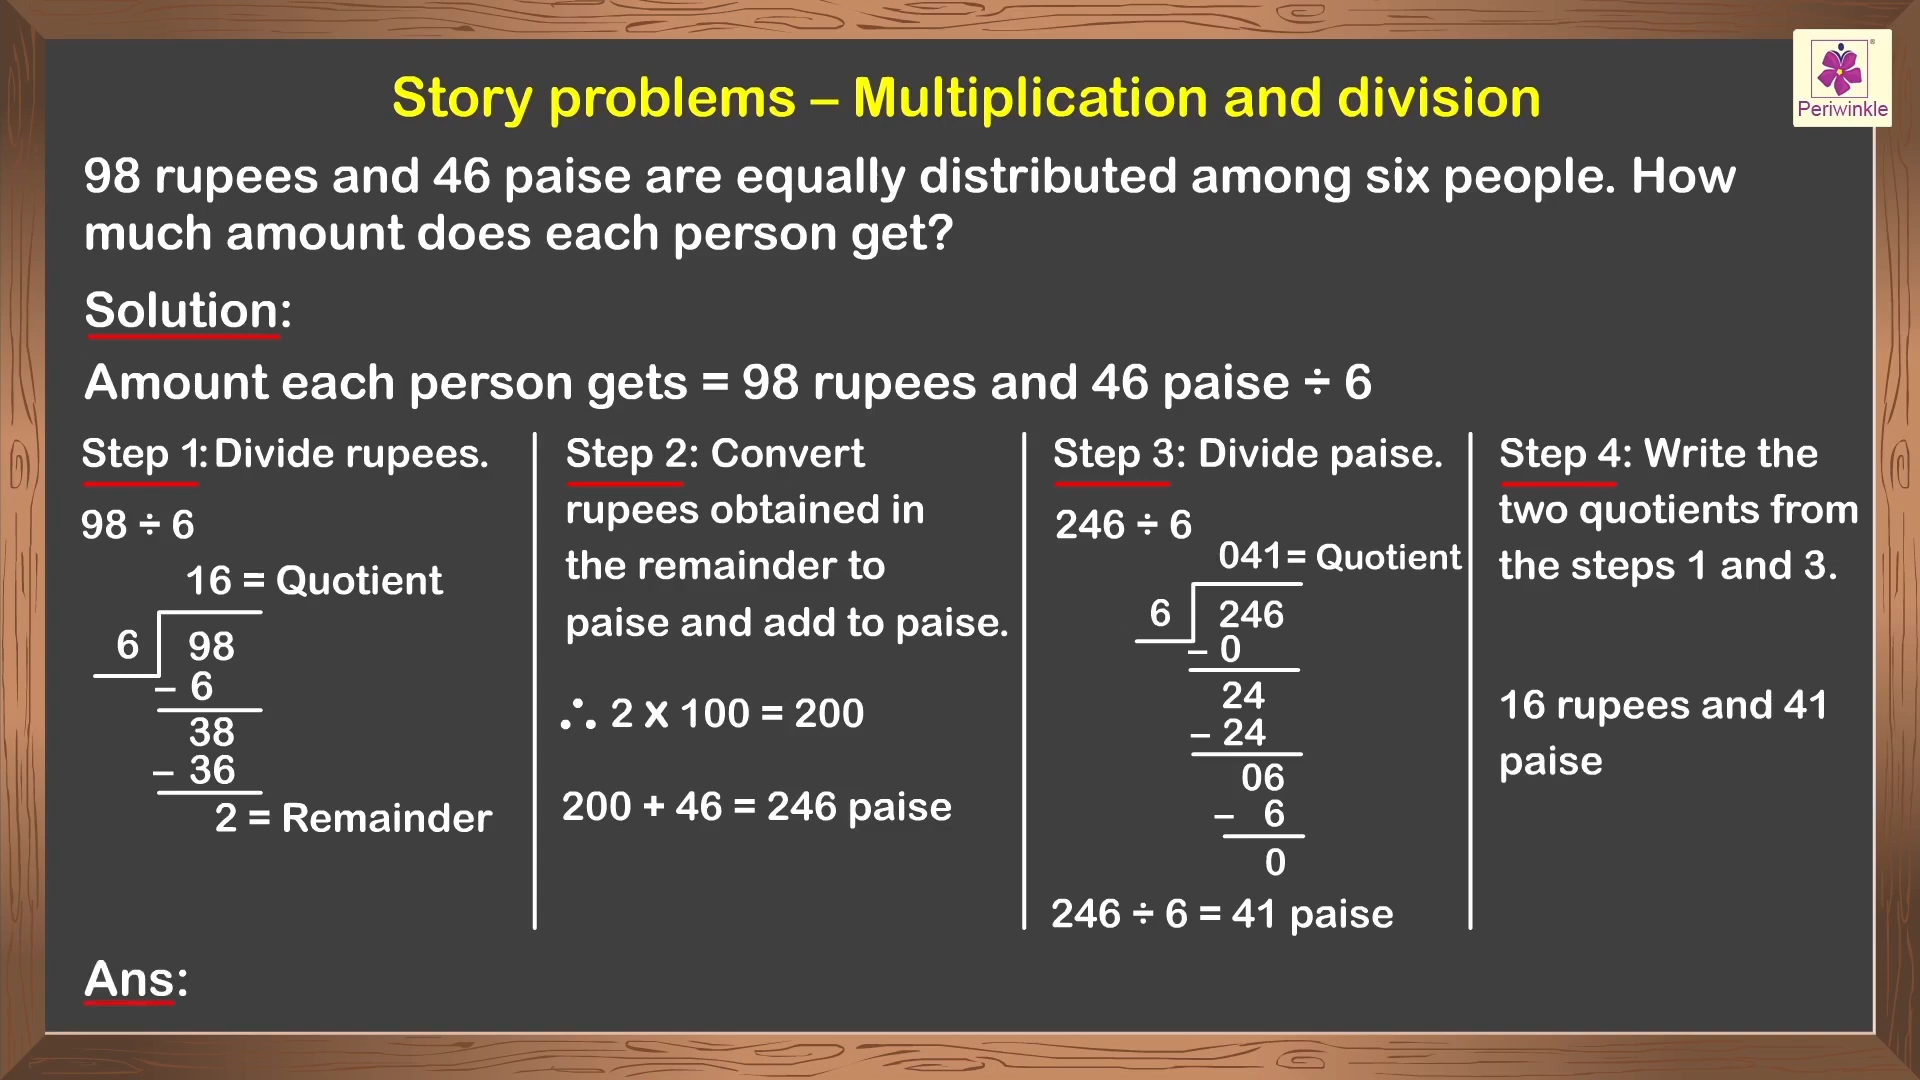 Story problems – Multiplication and division
Periwinkle
98 rupees and 46 paise are equally distributed among six people. How
much amount does each person get?
Solution:
Amount each person gets = 98 rupees and 46 paise ÷ 6
Step 1: Divide rupees.
98 ÷ 6
16 = Quotient
6 98
– 6
38
– 36
2 = Remainder
Step 2: Convert
rupees obtained in
the remainder to
paise and add to paise.
∴ 2 x 100 = 200
200 + 46 = 246 paise
Step 3: Divide paise.
246 ÷ 6
041= Quotient
6 246
– 0
24
– 24
06
– 6
0
246 ÷ 6 = 41 paise
Step 4: Write the
two quotients from
the steps 1 and 3.
16 rupees and 41
paise
Ans: